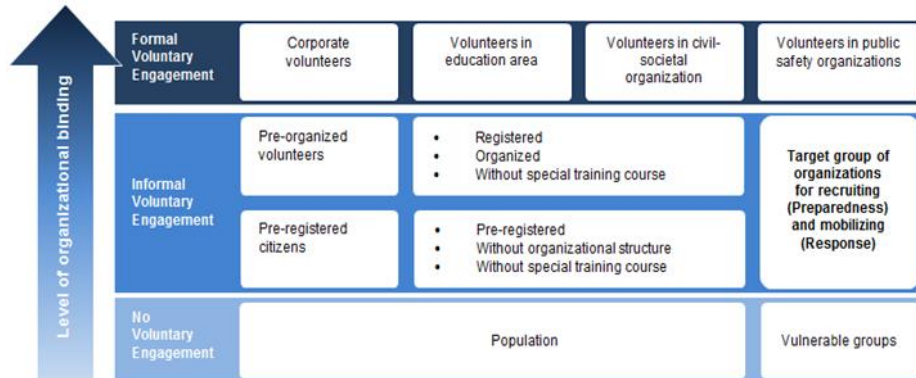 Level of organizational binding
Formal
Voluntary
Engagement
Corporate
volunteers
Volunteers in
education area
Volunteers in civil-
societal
organization
Volunteers in public
safety organizations
Informal
Voluntary
Engagement
Pre-organized
volunteers
• Registered
• Organized
• Without special training course
Pre-registered
citizens
• Pre-registered
• Without organizational structure
• Without special training course
Target group of
organizations
for recruiting
(Preparedness)
and mobilizing
(Response)
No
Voluntary
Engagement
Population
Vulnerable groups